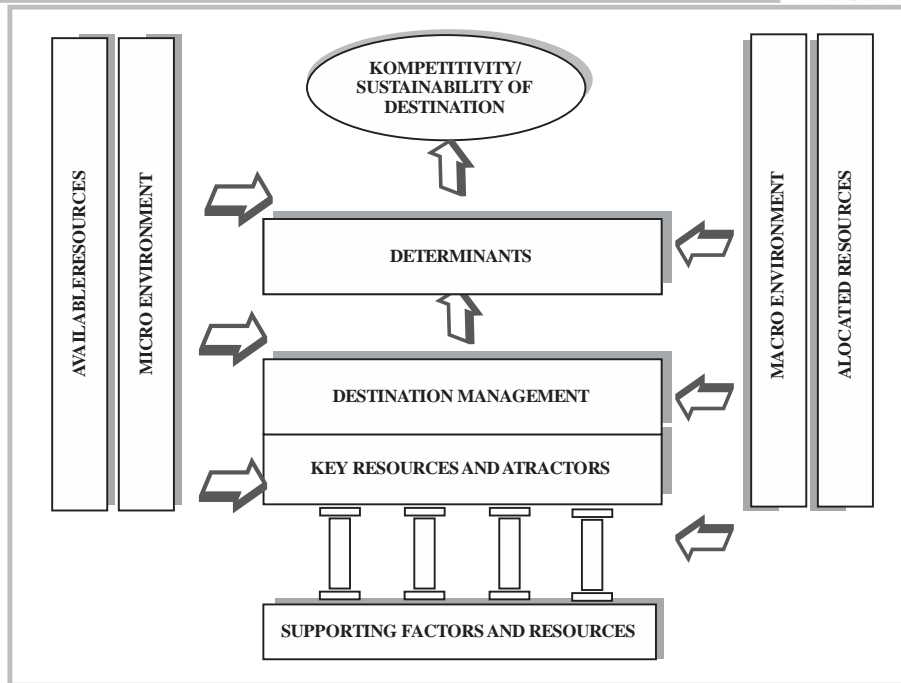 KOMPETITIVITY/
SUSTAINABILITY OF
DESTINATION
AVAILABLERESOURCES
MICRO ENVIRONMENT
DETERMINANTS
DESTINATION MANAGEMENT
KEY RESOURCES AND ATRACTORS
SUPPORTING FACTORS AND RESOURCES
MACRO ENVIRONMENT
ALOCATED RESOURCES